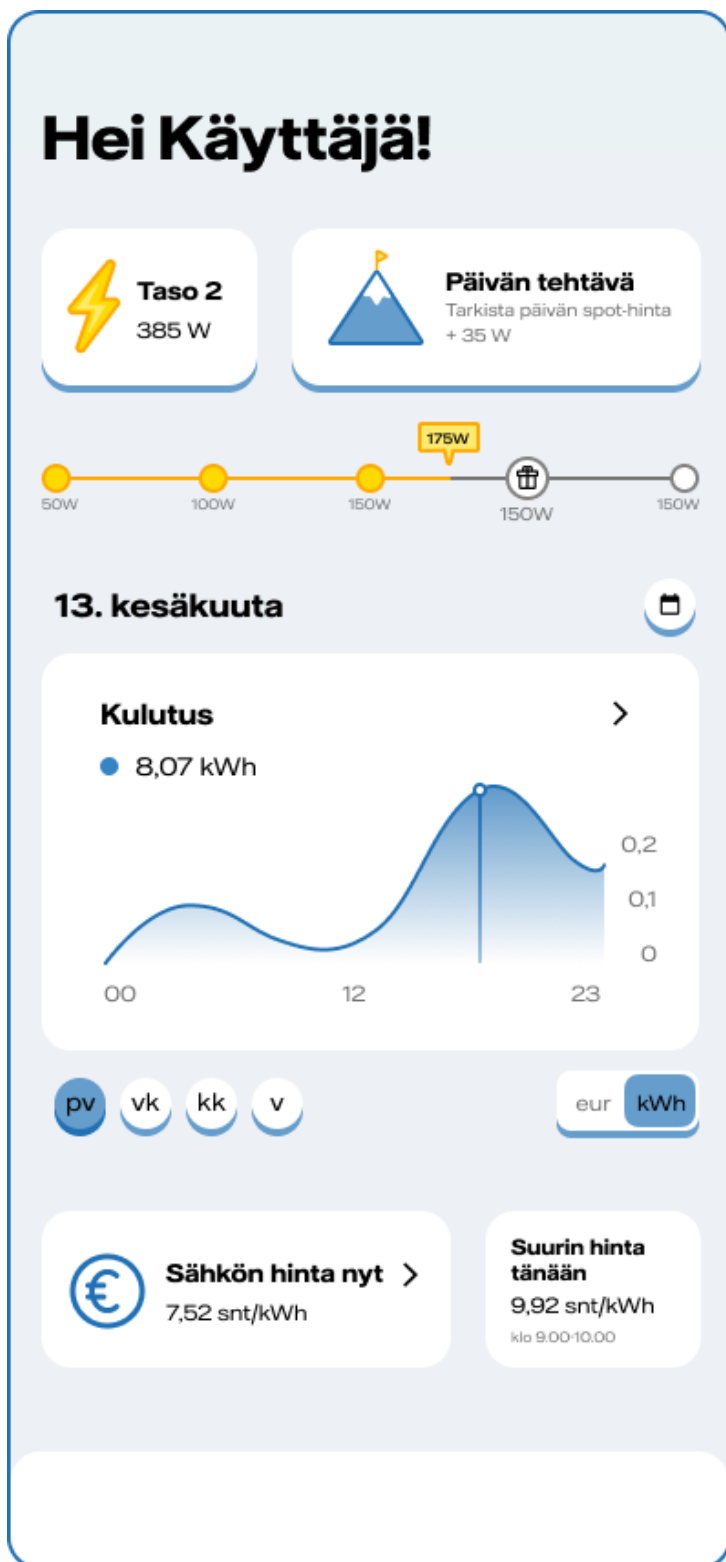 Hei Käyttäjä!
Taso 2
385 W
Päivän tehtävä
Tarkista päivän spot-hinta
+ 35 W
175W
50W
100W
150W
150W
150W
13. kesäkuuta
Kulutus
8,07 kWh
0,2
0,1
0
00
12
23
pv
vk
kk
v
eur
kWh
Sähkön hinta nyt
7,52 snt/kWh
Suurin hinta
tänään
9,92 snt/kWh
klo 9.00-10.00